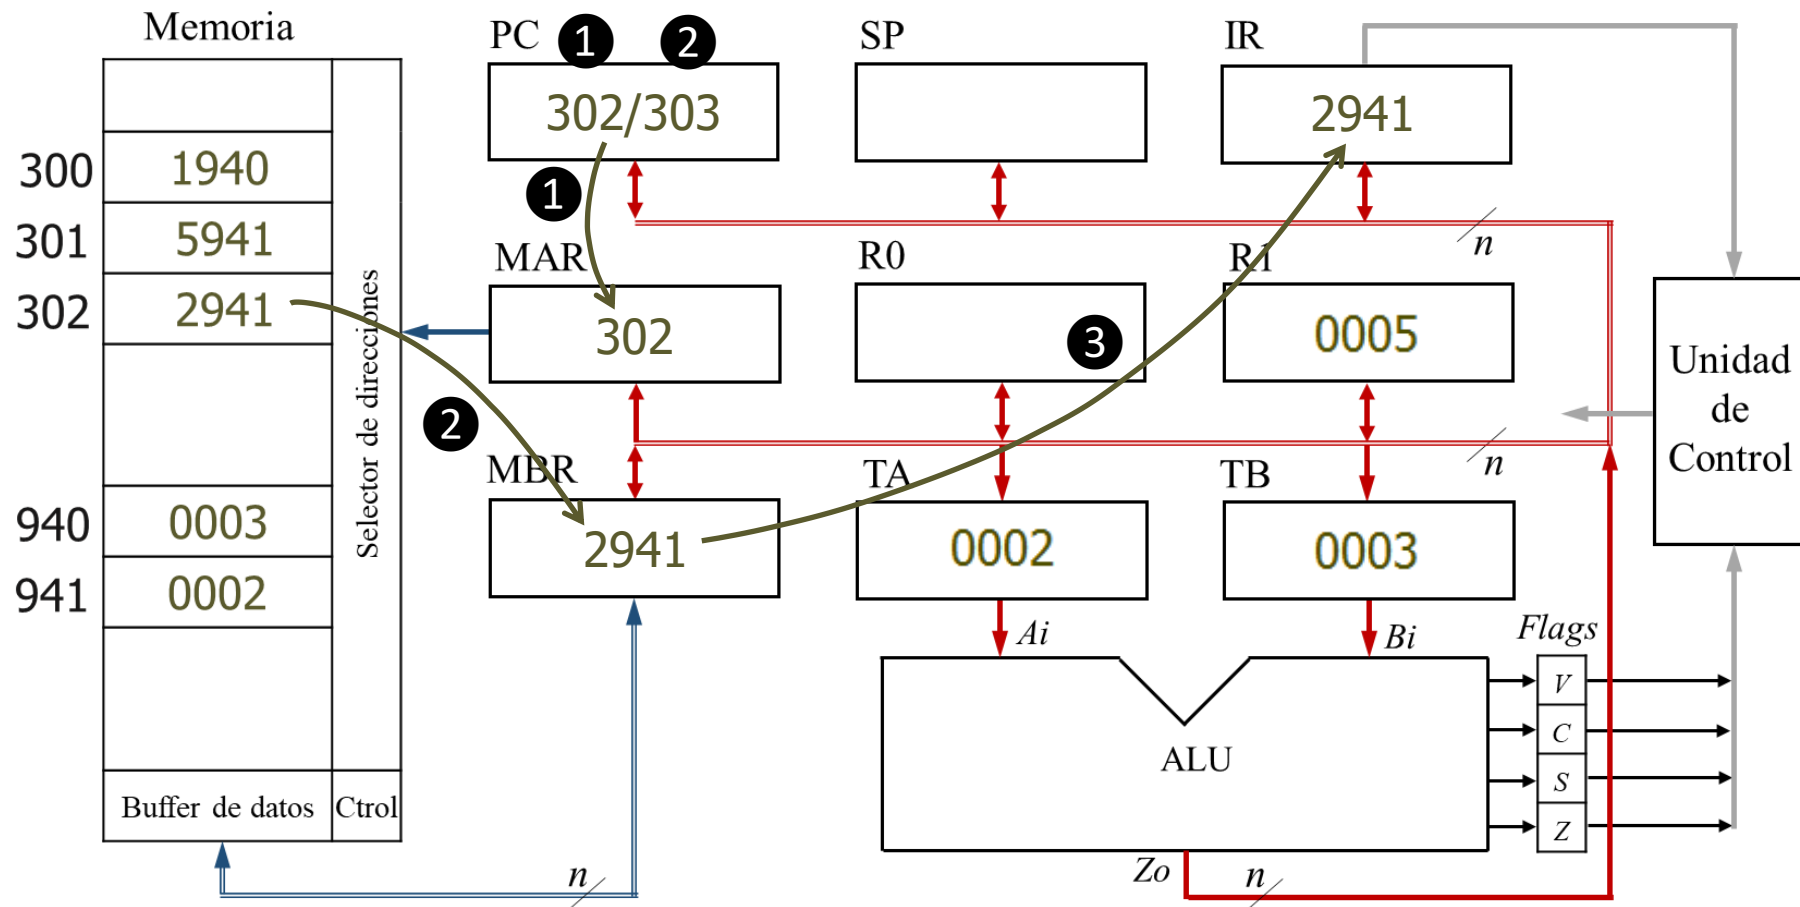 Memoria
PC 1 2 SP IR
302/303 2941
300 1940
301 5941
302 2941
1
n
MAR R0 R1
302 3 0005
Selector de direcciones
Unidad
de
Control
2
n
MBR TA TB
2941 0002 0003
940 0003
941 0002
Ai Bi Flags
V
C
S
Z
ALU
Buffer de datos Ctrol
n Zo n